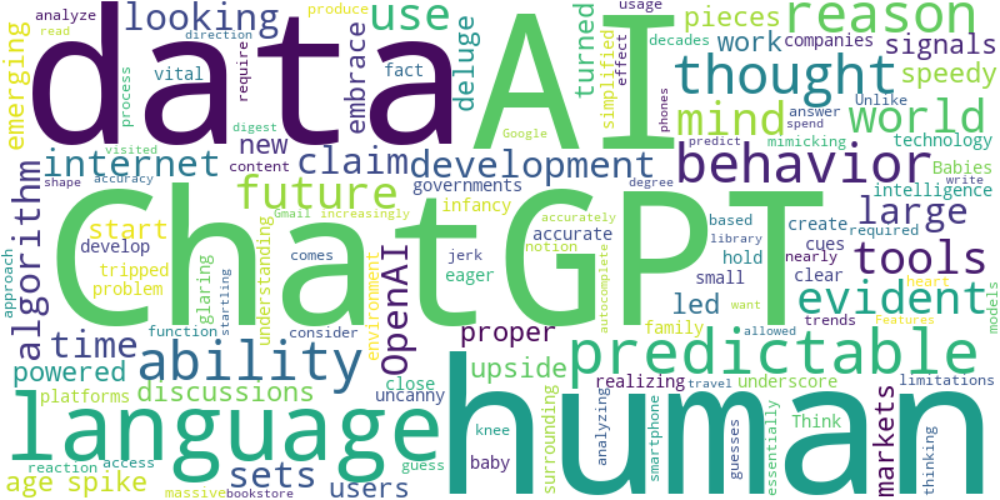 analyze
looking
direction
produce
use
usage
pieces
reason
read
emerging
data
AI
turned
simplified
effect
decades
work
companies
signals
process
vital
require
embrace
fact
deluge
phones
thought
speedy
answer
Unlike
spend
mind
world
digest
Google
predict
mimicking
technology
visited
new
internet
content
claim
development
behavior
Babies
shape
accuracy
governments
degree
write
intelligence
future
infancy
algorithm
Gmail
increasingly
accurately
based
create
large
required
start
ChatGPT
notion
accurate
library
cues
develop
understanding
comes
jerk
hold
nearly
tools
approach
tripped
problem
glaring
startling
environment
OpenAI
eager
autocomplete
small
clear
heart
want
led
evident
models
function
consider
proper
family
allowed
trends
Features
time
ability
predictable
powered
upside
close
realizing
travel
underscore
limitations
platforms
discussions
uncanny
language
human
knee
baby
surrounding
analyzing
smartphone
guesses
essentially
Think
markets
thinking
reaction
access
sets
guess
age
spike
massive
bookstore
users